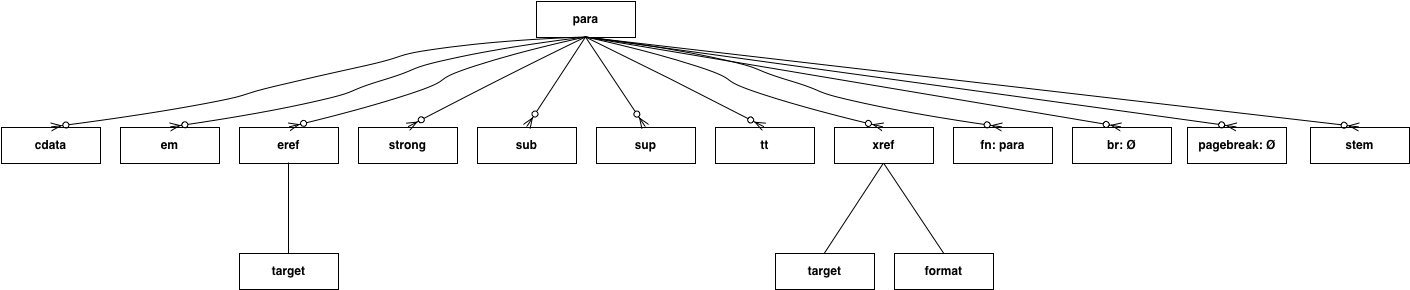 para
cdata
em
eref
strong
sub
sup
tt
xref
fn: para
br: Ø
pagebreak: Ø
stem
target
target
format